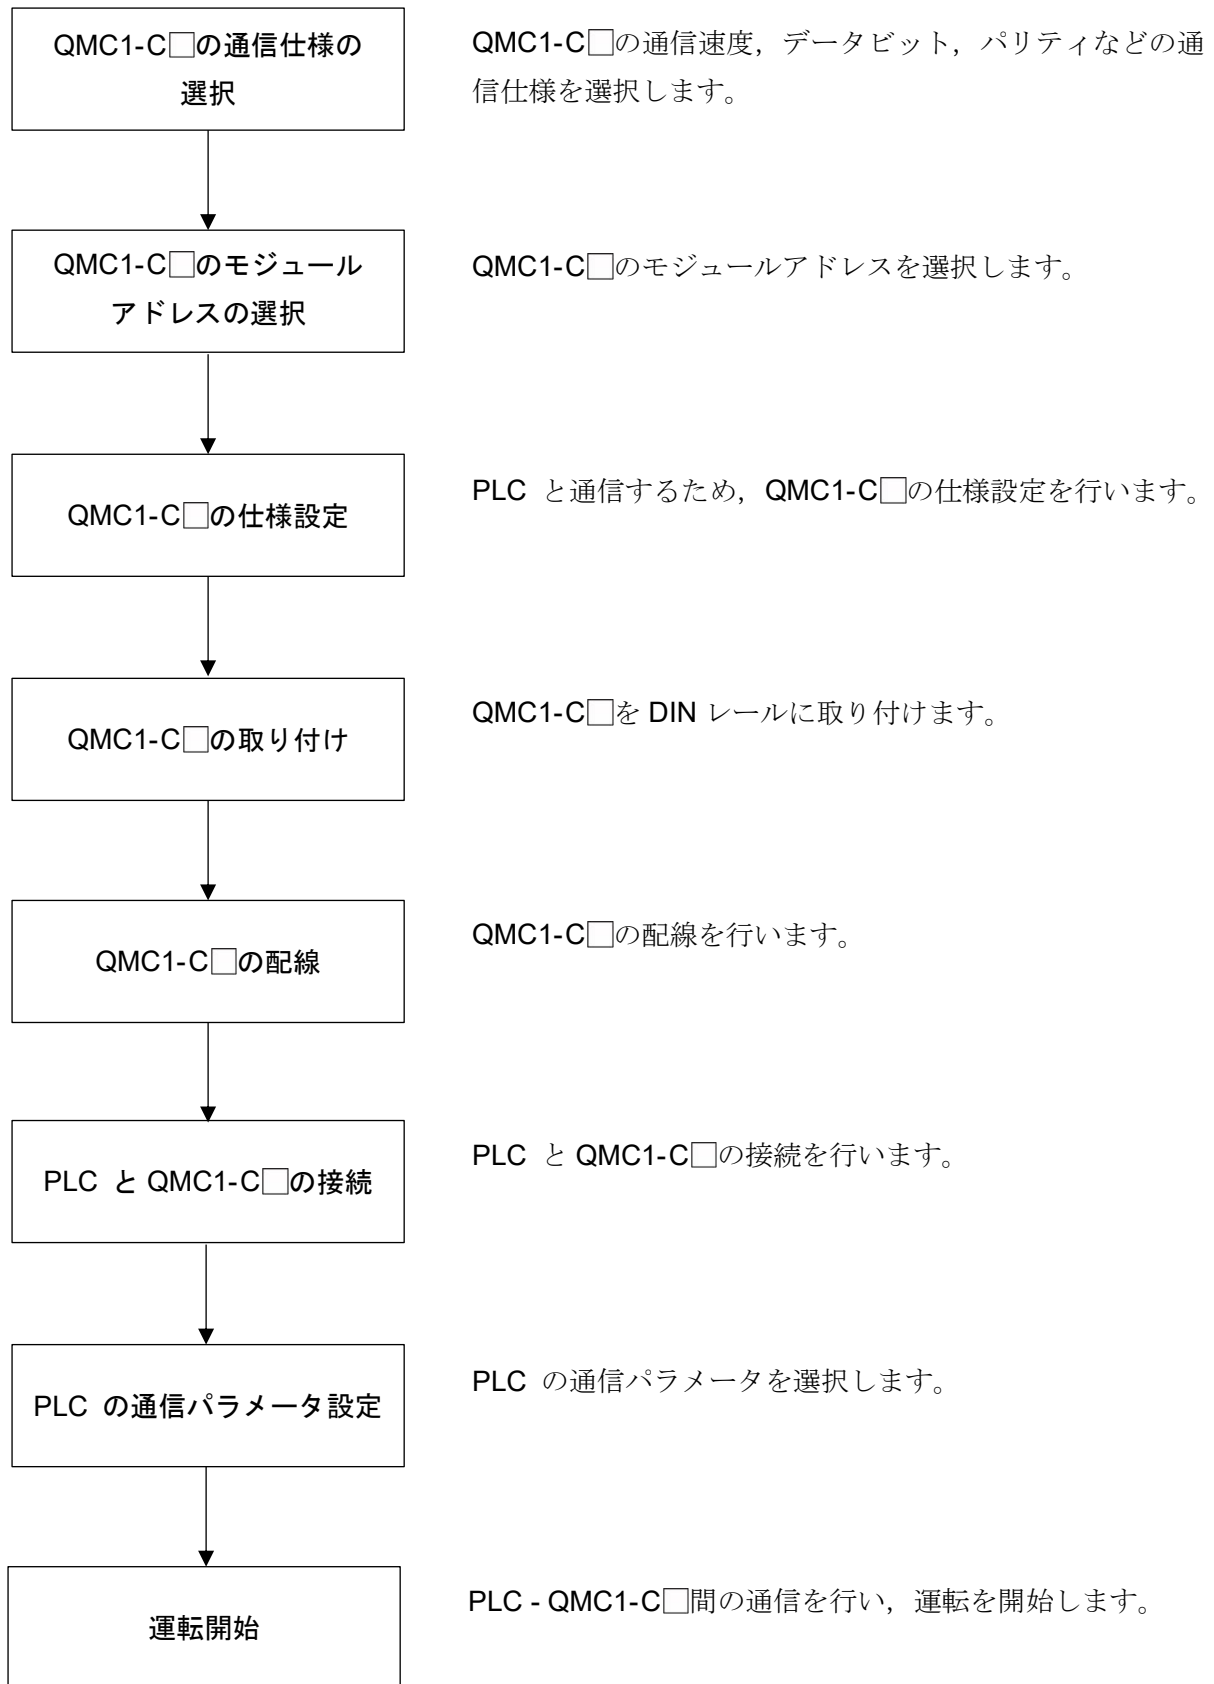 QMC1-C□の通信仕様の
選択
QMC1-C□の通信速度，データビット，パリティなどの通
信仕様を選択します。
QMC1-C□のモジュール
アドレスの選択
QMC1-C□のモジュールアドレスを選択します。
QMC1-C□の仕様設定
PLC と通信するため，QMC1-C□の仕様設定を行います。
QMC1-C□の取り付け
QMC1-C□を DIN レールに取り付けます。
QMC1-C□の配線
QMC1-C□の配線を行います。
PLC と QMC1-C□の接続
PLC と QMC1-C□の接続を行います。
PLC の通信パラメータ設定
PLC の通信パラメータを選択します。
運転開始
PLC - QMC1-C□間の通信を行い，運転を開始します。